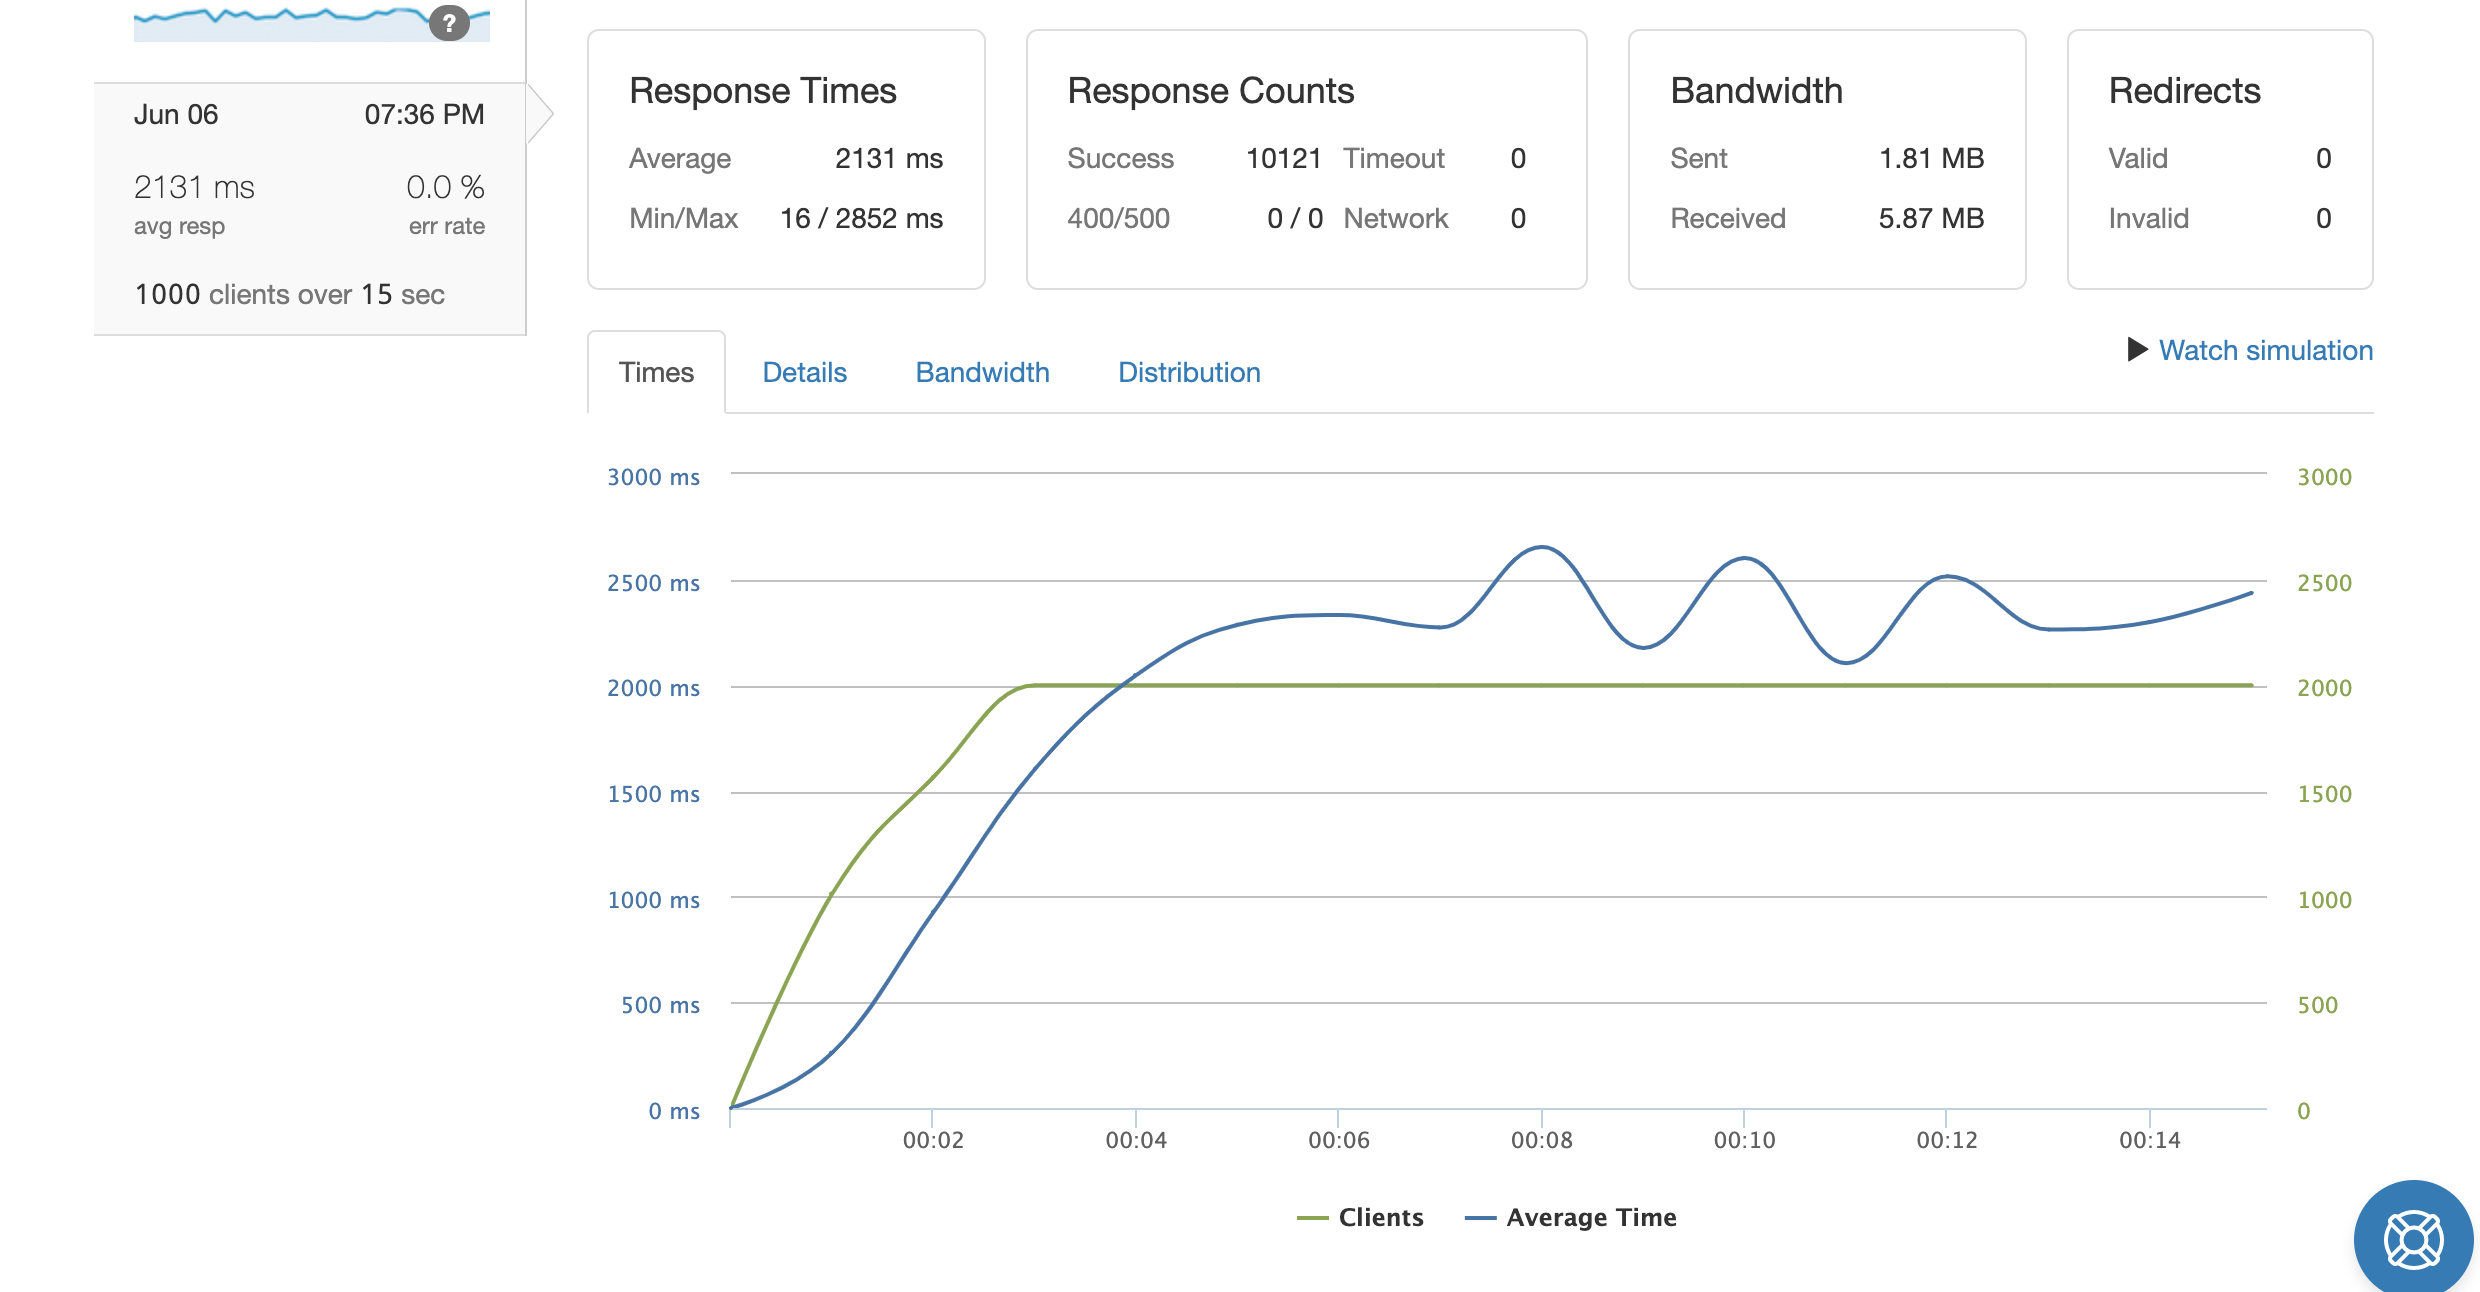 ?
Jun 06 07:36 PM
2131 ms 0.0 %
avg resp err rate
1000 clients over 15 sec
Response Times
Average 2131 ms
Min/Max 16 / 2852 ms
Response Counts
Success 10121 Timeout 0
400/500 0 / 0 Network 0
Bandwidth
Sent 1.81 MB
Received 5.87 MB
Redirects
Valid 0
Invalid 0
Times Details Bandwidth Distribution
Watch simulation
3000 ms 3000
2500 ms 2500
2000 ms 2000
1500 ms 1500
1000 ms 1000
500 ms 500
0 ms 0
00:02 00:04 00:06 00:08 00:10 00:12 00:14
Clients Average Time